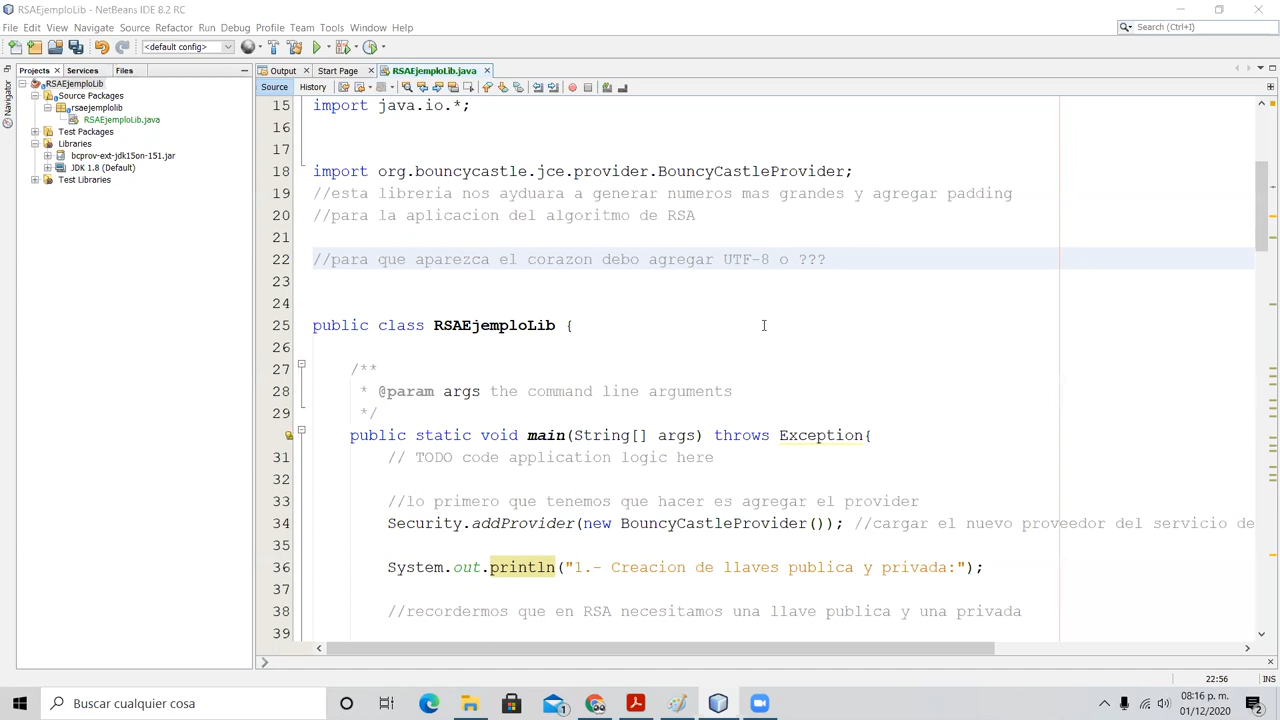 RSAEjemploLib - NetBeans IDE 8.2 RC
File Edit View Navigate Source Refactor Run Debug Profile Team Tools Window Help
Search (Ctrl+I)
<default config>
Projects Services Files
Output Start Page RSAEjemploLib.java
Source History
Navigator
RSAEjemploLib
Source Packages
rsaejemplolib
RSAEjemploLib.java
Test Packages
Libraries
bcprov-ext-jdk15on-151.jar
JDK 1.8 (Default)
Test Libraries
15 import java.io.*;
16
17
18 import org.bouncycastle.jce.provider.BouncyCastleProvider;
19 //esta libreria nos ayduara a generar numeros mas grandes y agregar padding
20 //para la aplicacion del algoritmo de RSA
21
22 //para que aparezca el corazon debo agregar UTF-8 o ???
23
24
25 public class RSAEjemploLib {
26
27 /**
28 * @param args the command line arguments
29 */
public static void main(String[] args) throws Exception{
31 // TODO code application logic here
32
33 //lo primero que tenemos que hacer es agregar el provider
34 Security.addProvider(new BouncyCastleProvider()); //cargar el nuevo proveedor del servicio de
35
36 System.out.println("1.- Creacion de llaves publica y privada:");
37
38 //recordermos que en RSA necesitamos una llave publica y una privada
39
22:56 INS
Buscar cualquier cosa
1
08:16 p. m.
01/12/2020
2